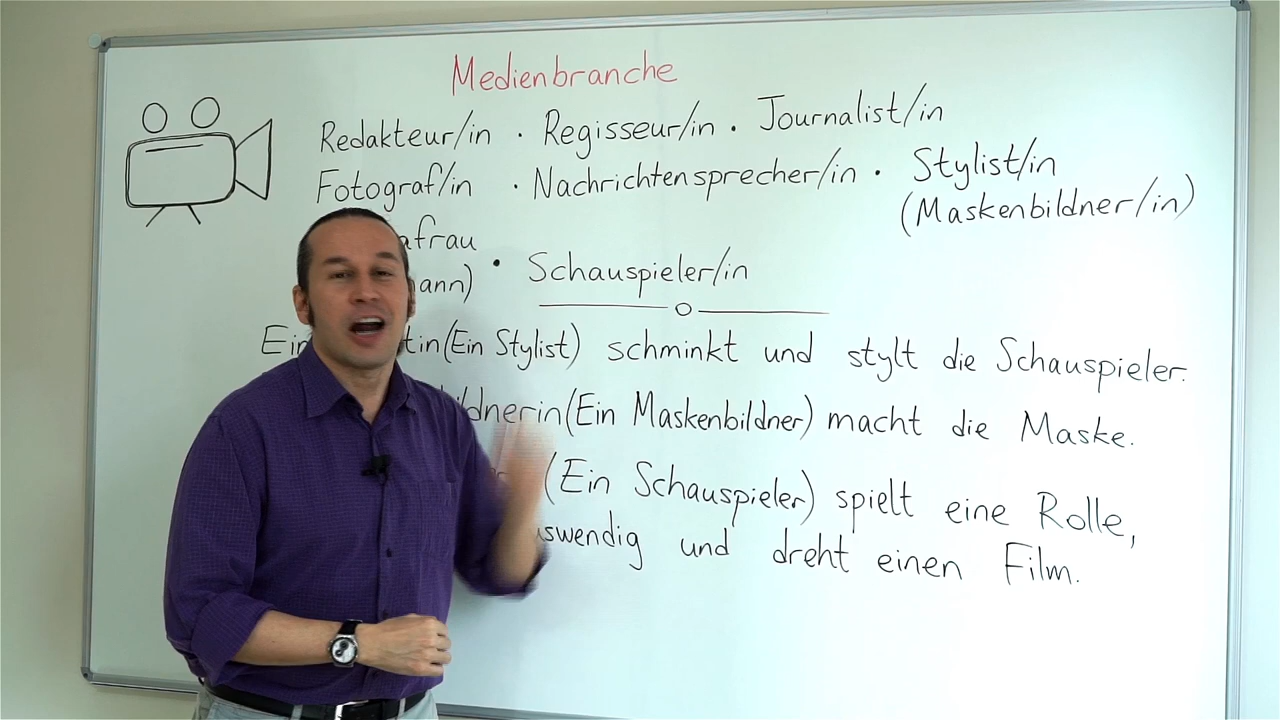 Medienbranche
Redakteur/in · Regisseur/in · Journalist/in
Fotograf/in · Nachrichtensprecher/in · Stylist/in
(Maskenbildner/in)
· Schauspieler/in
(Ein Stylist) schminkt und stylt die Schauspieler.
(Ein Maskenbildner) macht die Maske.
(Ein Schauspieler) spielt eine Rolle,
und dreht einen Film.